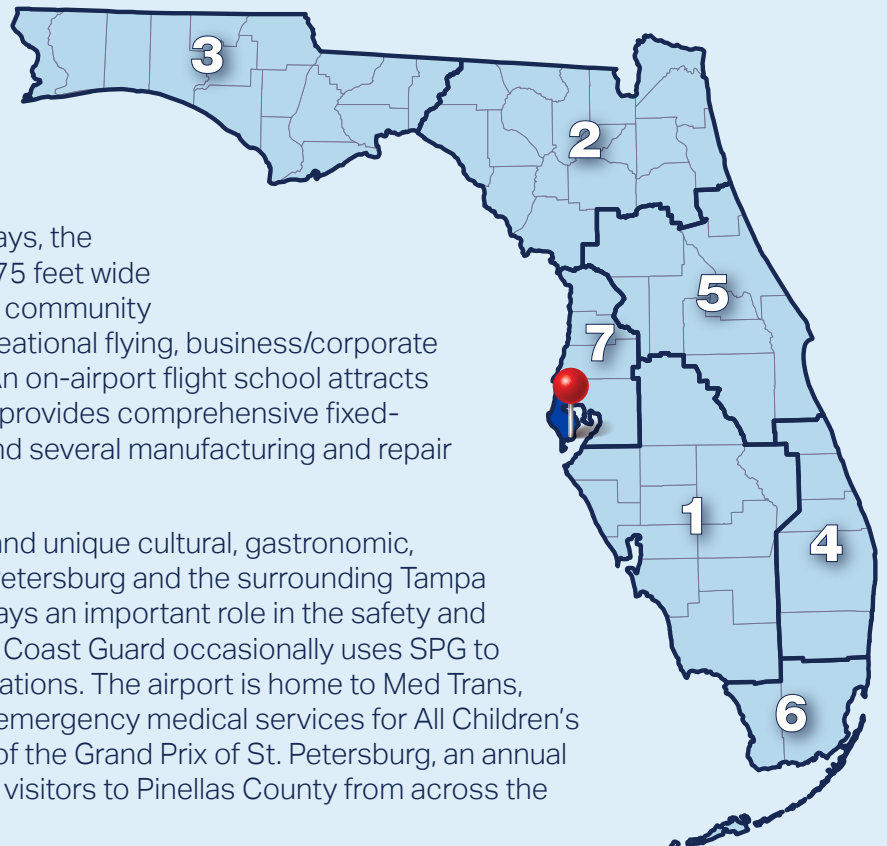 3
2
ays, the
75 feet wide
community
5
eational flying, business/corporate
7
An on-airport flight school attracts
provides comprehensive fixed-
nd several manufacturing and repair
1
and unique cultural, gastronomic,
4
Petersburg and the surrounding Tampa
ays an important role in the safety and
Coast Guard occasionally uses SPG to
ations. The airport is home to Med Trans,
emergency medical services for All Children's
6
of the Grand Prix of St. Petersburg, an annual
visitors to Pinellas County from across the